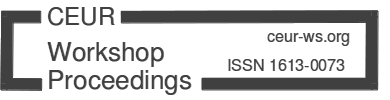 CEUR
Workshop
Proceedings
ceur-ws.org
ISSN 1613-0073